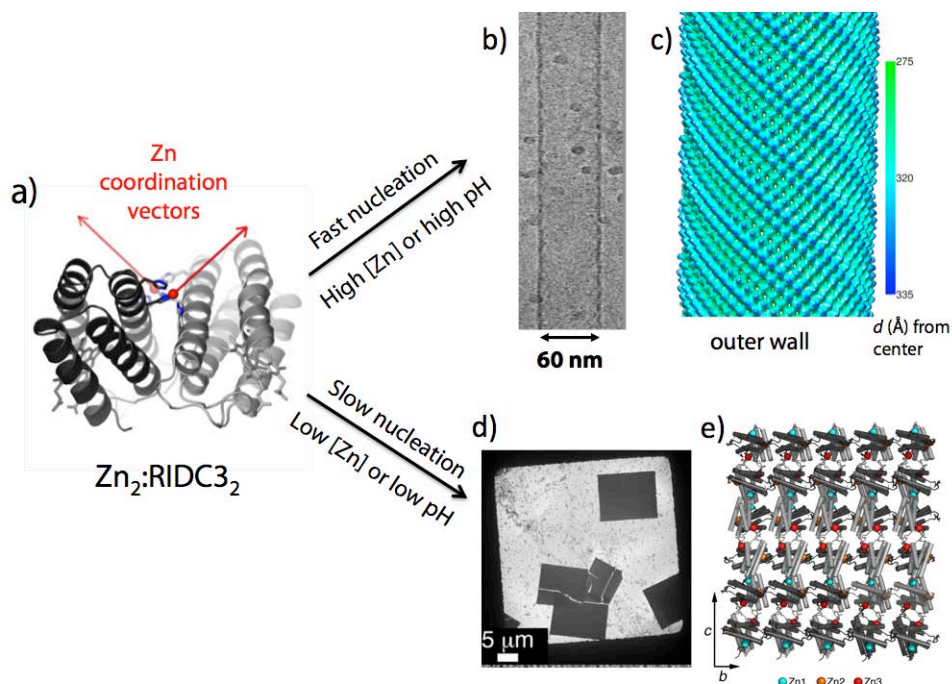 a)
Zn
coordination
vectors
Zn2:RIDC32
Fast nucleation
High [Zn] or high pH
Slow nucleation
Low [Zn] or low pH
b)
60 nm
c)
275
320
335
d (Å) from
center
outer wall
d)
5 μm
e)
c
b
Zn1 Zn2 Zn3